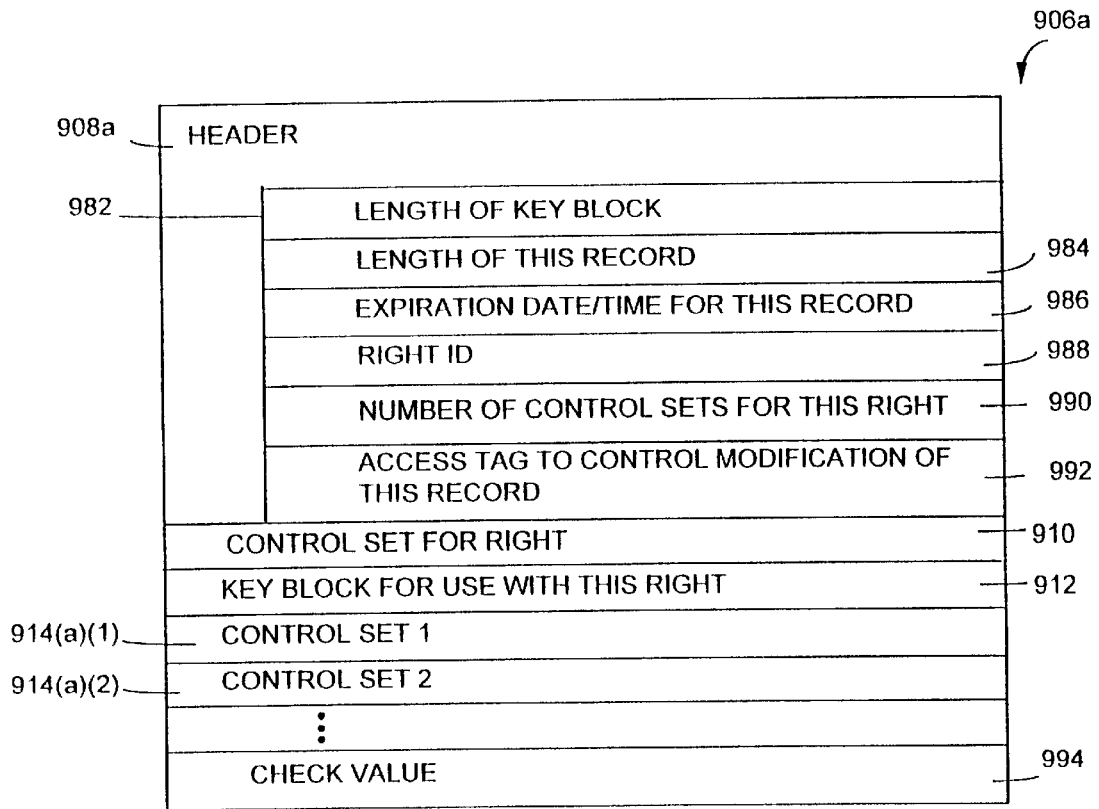 906a
908a
HEADER
982
LENGTH OF KEY BLOCK
LENGTH OF THIS RECORD
984
EXPIRATION DATE/TIME FOR THIS RECORD
986
RIGHT ID
988
NUMBER OF CONTROL SETS FOR THIS RIGHT
990
ACCESS TAG TO CONTROL MODIFICATION OF
THIS RECORD
992
CONTROL SET FOR RIGHT
910
KEY BLOCK FOR USE WITH THIS RIGHT
912
914(a)(1)
CONTROL SET 1
914(a)(2)
CONTROL SET 2
CHECK VALUE
994